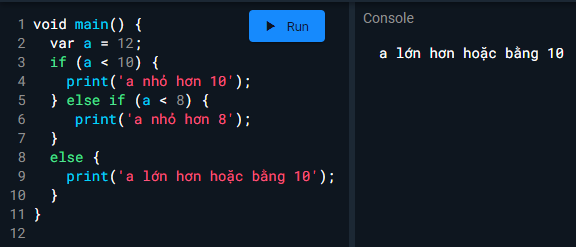 Run
Console
1 void main() {
2   var a = 12;
3   if (a < 10) {
4     print('a nhỏ hơn 10');
5   } else if (a < 8) {
6      print('a nhỏ hơn 8');
7   }
8   else {
9     print('a lớn hơn hoặc bằng 10');
10   }
11 }
12
a lớn hơn hoặc bằng 10